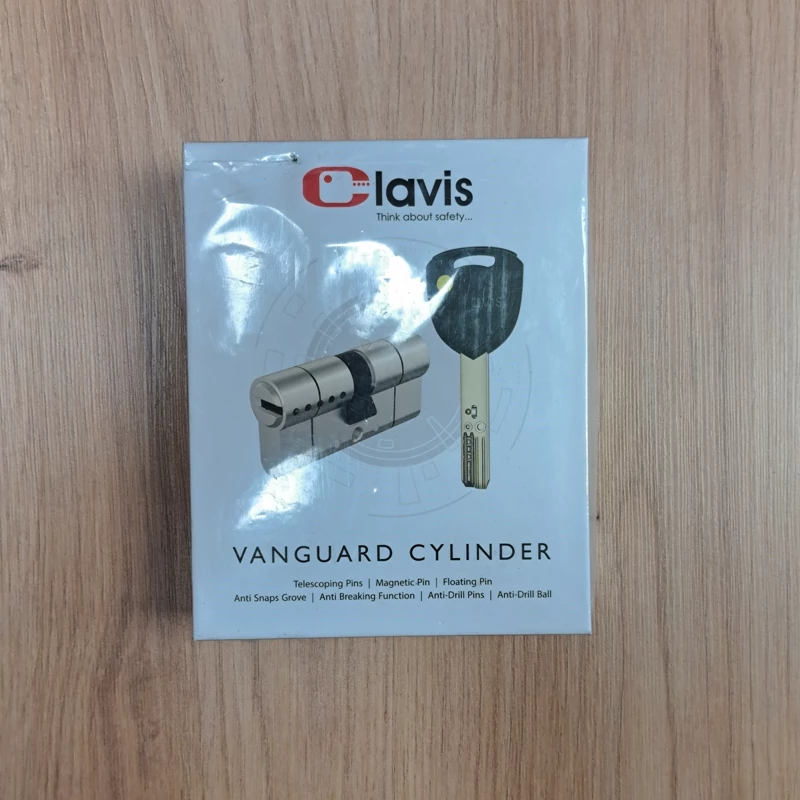 Clavis
Think about safety...
VANGUARD CYLINDER
Telescoping Pins | Magnetic-Pin | Floating Pin
Anti Snaps Grove | Anti Breaking Function | Anti-Drill Pins | Anti-Drill Ball